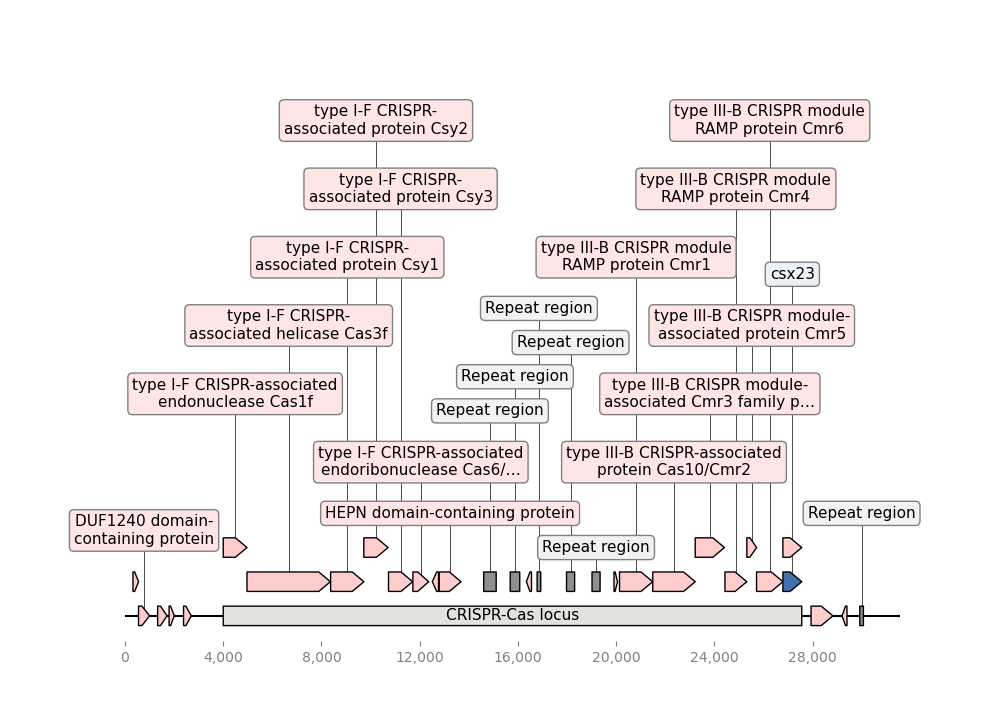 type I-F CRISPR-
associated protein Csy2
type III-B CRISPR module
RAMP protein Cmr6
type I-F CRISPR-
associated protein Csy3
type III-B CRISPR module
RAMP protein Cmr4
type I-F CRISPR-
associated protein Csy1
type III-B CRISPR module
RAMP protein Cmr1
csx23
Repeat region
type I-F CRISPR-
associated helicase Cas3f
type III-B CRISPR module-
associated protein Cmr5
Repeat region
Repeat region
type I-F CRISPR-associated
endonuclease Cas1f
type III-B CRISPR module-
associated Cmr3 family p...
Repeat region
type I-F CRISPR-associated
endoribonuclease Cas6/...
type III-B CRISPR-associated
protein Cas10/Cmr2
HEPN domain-containing protein
Repeat region
DUF1240 domain-
containing protein
Repeat region
CRISPR-Cas locus
0 4,000 8,000 12,000 16,000 20,000 24,000 28,000